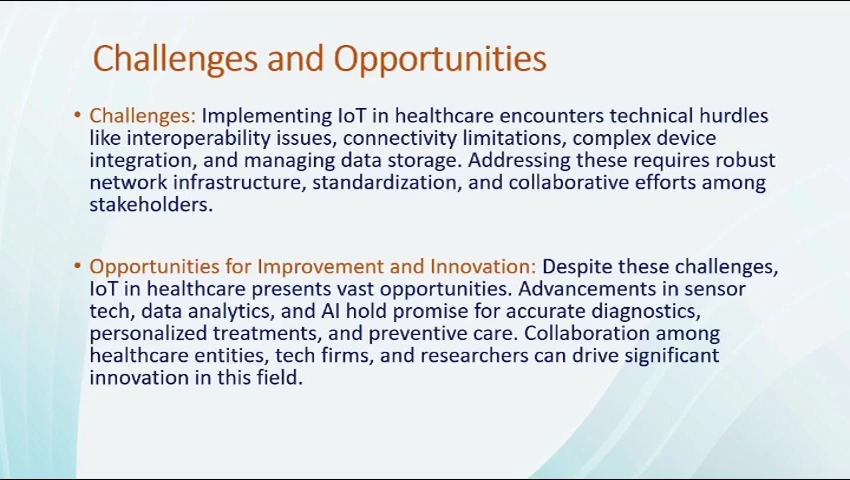 Challenges and Opportunities
• Challenges: Implementing IoT in healthcare encounters technical hurdles
like interoperability issues, connectivity limitations, complex device
integration, and managing data storage. Addressing these requires robust
network infrastructure, standardization, and collaborative efforts among
stakeholders.
• Opportunities for Improvement and Innovation: Despite these challenges,
IoT in healthcare presents vast opportunities. Advancements in sensor
tech, data analytics, and AI hold promise for accurate diagnostics,
personalized treatments, and preventive care. Collaboration among
healthcare entities, tech firms, and researchers can drive significant
innovation in this field.